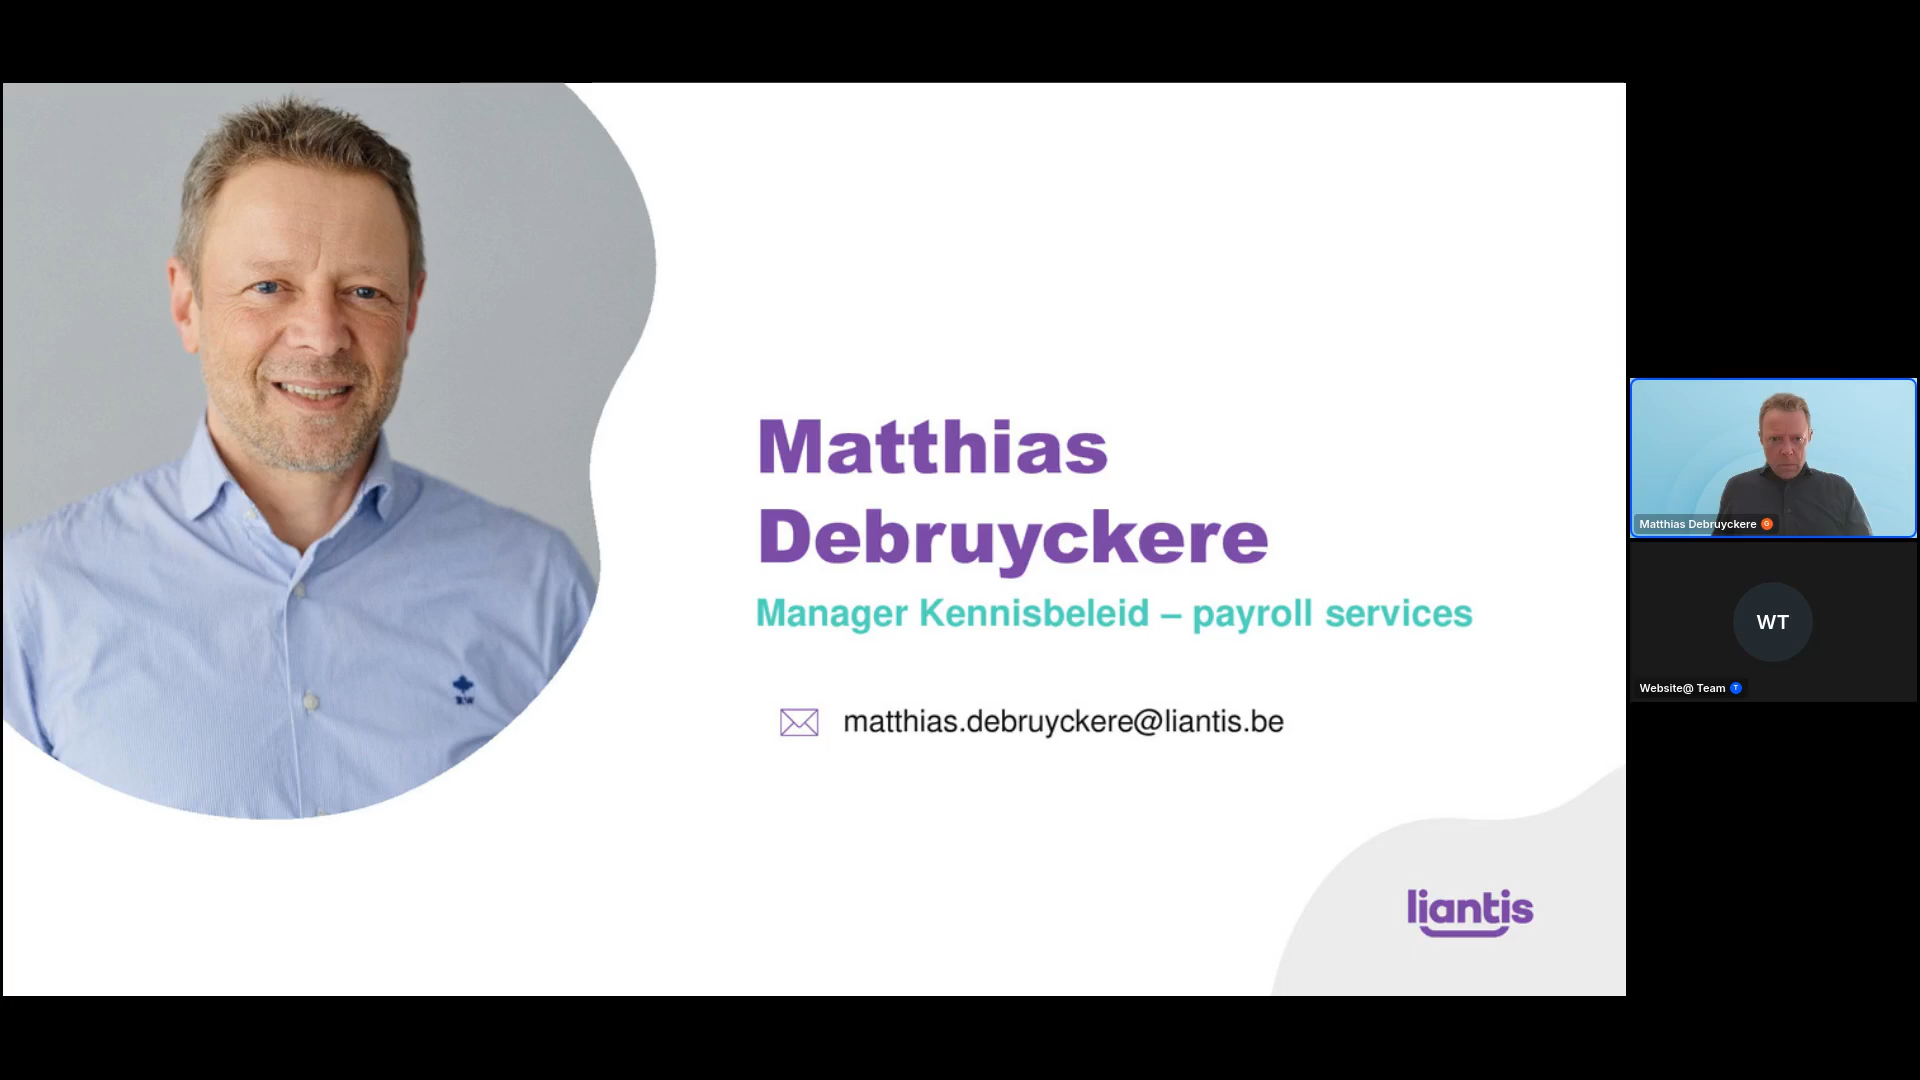 Matthias
Debruyckere
Manager Kennisbeleid – payroll services
matthias.debruyckere@liantis.be
liantis
Matthias Debruyckere
WT
Website@ Team